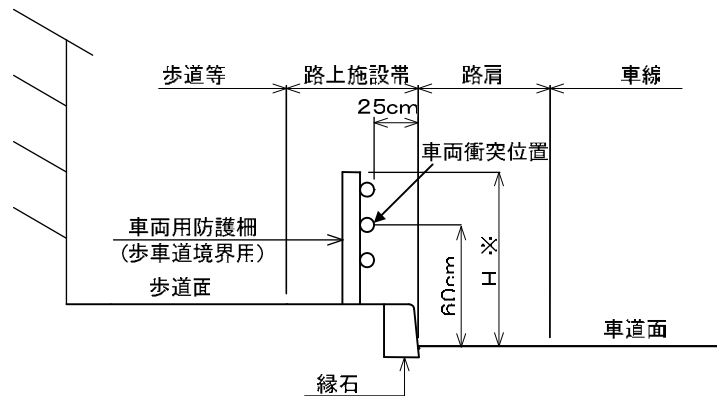 歩道等
路上施設帯
路肩
車線
25cm
車両衝突位置
車両用防護柵
(歩車道境界用)
H ※
60cm
歩道面
車道面
縁石